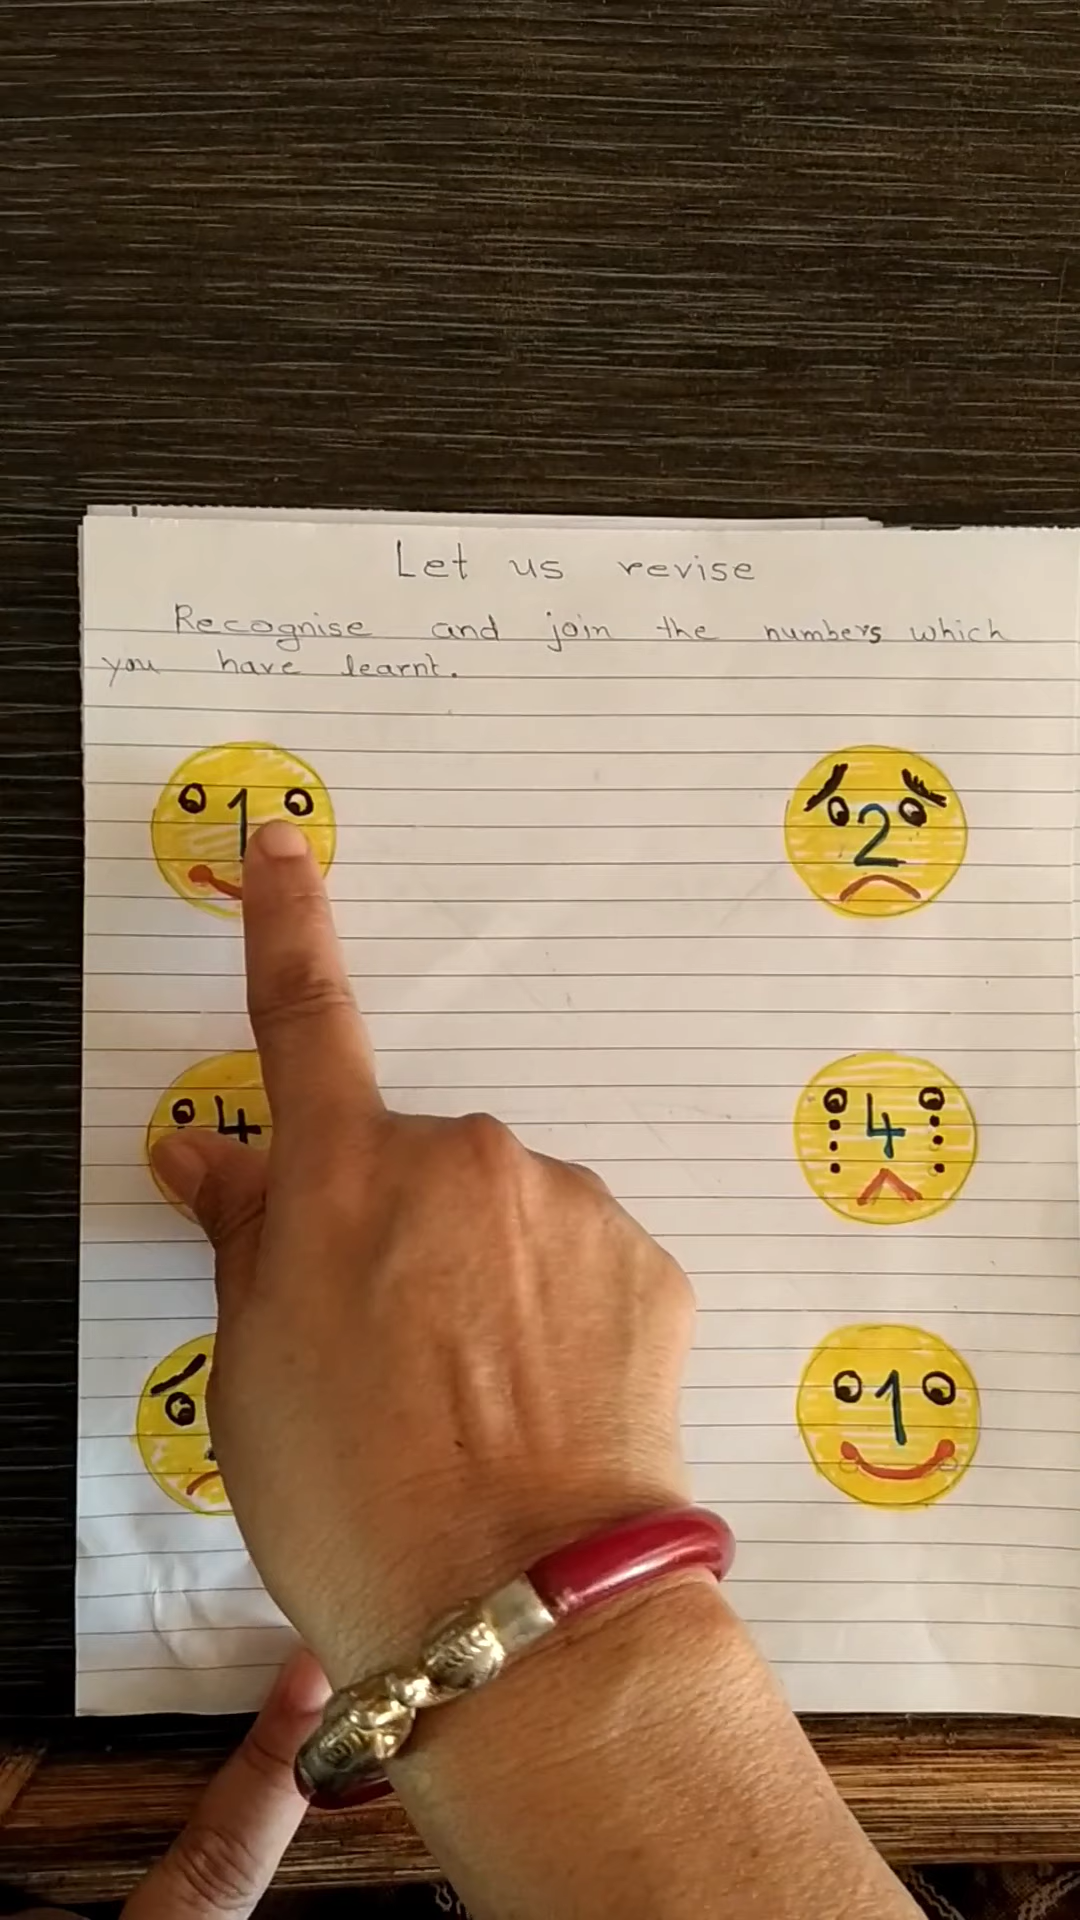 Let us revise
Recognise and join the numbers which
you have learnt.
1 2
4 4
1